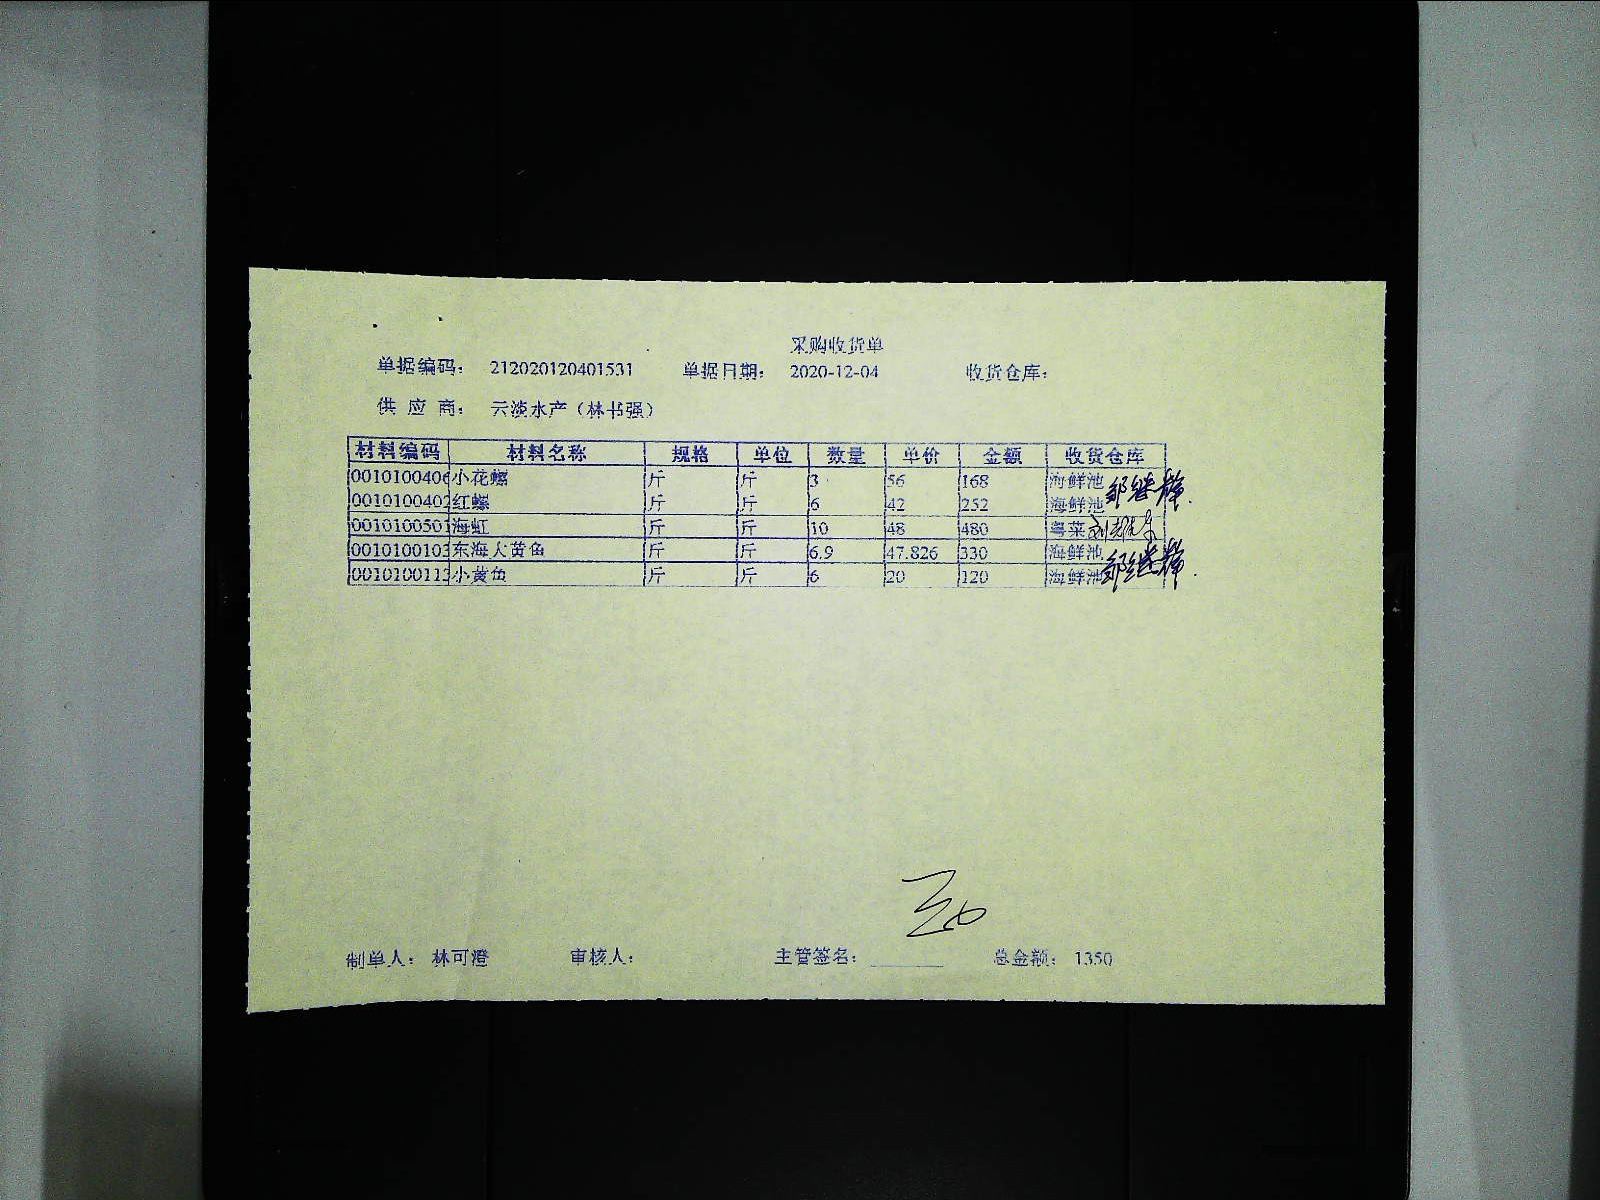 采购收货单
单据编码： 212020120401531 单据日期： 2020-12-04 收货仓库：
供 应 商： 云淡水产（林书强）
材料编码 材料名称 规格 单位 数量 单价 金额 收货仓库
0010100406 小花螺 斤 斤 3 56 168 海鲜池
0010100402 红螺 斤 斤 6 42 252 海鲜池
0010100501 海虹 斤 斤 10 48 480 粤菜
0010100103 东海大黄鱼 斤 斤 6.9 47.826 330 海鲜池
0010100113 小黄鱼 斤 斤 6 20 120 海鲜池
制单人： 林可澄 审核人： 主管签名： 总金额： 1350